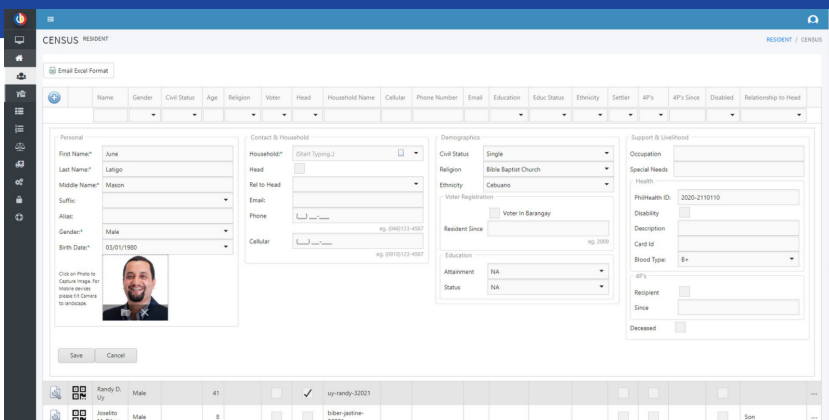 CENSUS RESIDENT
RESIDENT / CENSUS
Email Excel Format
Name Gender Civil Status Age Religion Voter Head Household Name Cellular Phone Number Email Education Educ Status Ethnicity Settler 4P's 4P's Since Disabled Relationship to Head
Personal
First Name:* June
Last Name:* Latigo
Middle Name:* Mason
Suffix:
Alias:
Gender:* Male
Birth Date:* 03/01/1980
Click on Photo to
Capture Image. For
Mobile devices
please tilt Camera
to landscape.
Contact & Household
Household:* (Start Typing..)
Head
Rel to Head
Email:
Phone (__) __-__
eg. (046)123-4567
Cellular (__) __-__
eg. (0910)123-4567
Demographics
Civil Status Single
Religion Bible Baptist Church
Ethnicity Cebuano
Voter Registration
Voter In Barangay
Resident Since
eg. 2009
Education
Attainment NA
Status NA
Support & Livelihood
Occupation
Special Needs
Health
PhilHealth ID: 2020-2110110
Disability
Description
Card Id
Blood Type: B+
4P's
Recipient
Since
Deceased
Save Cancel
Randy D.
Uy Male 41 uy-randy-32021 ...
Joselito Male 8 biber-jastine- Son ...